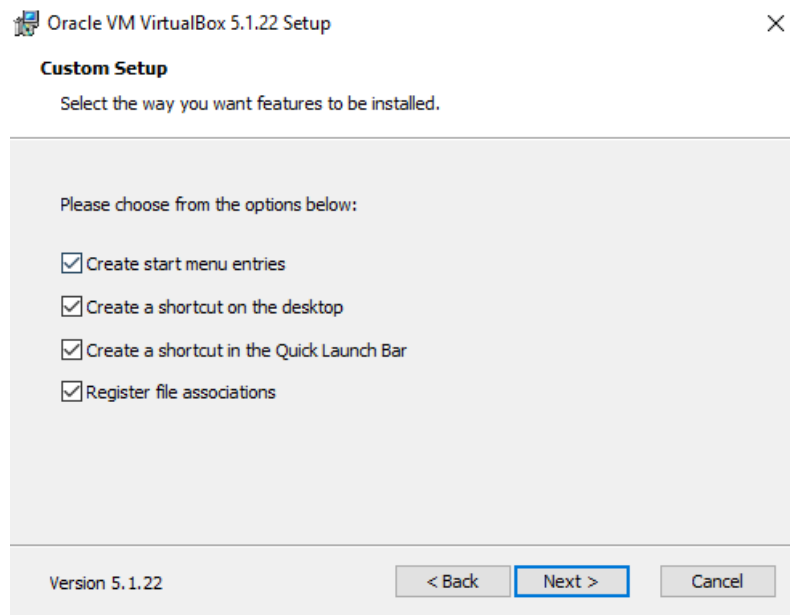 Oracle VM VirtualBox 5.1.22 Setup
Custom Setup
Select the way you want features to be installed.
Please choose from the options below:
Create start menu entries
Create a shortcut on the desktop
Create a shortcut in the Quick Launch Bar
Register file associations
Version 5.1.22 < Back Next > Cancel